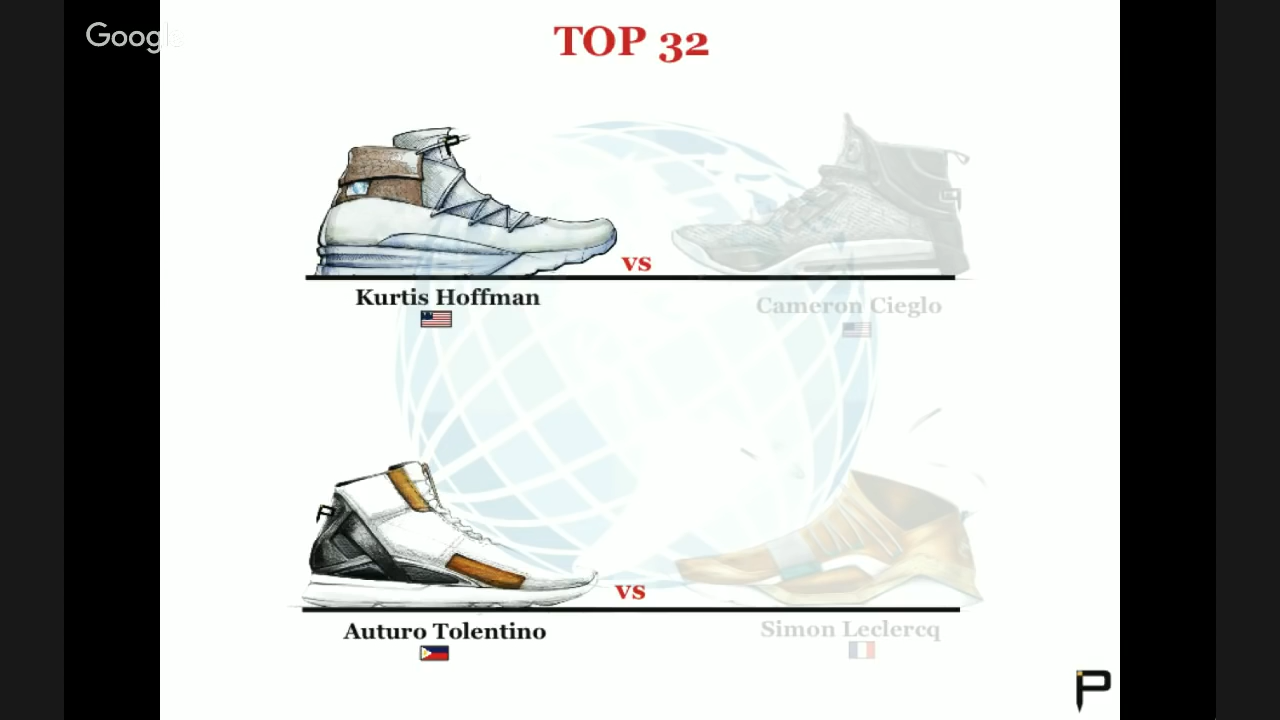 Google
TOP 32
vs
Kurtis Hoffman
Cameron Cieglo
vs
Auturo Tolentino
Simon Leclercq
P